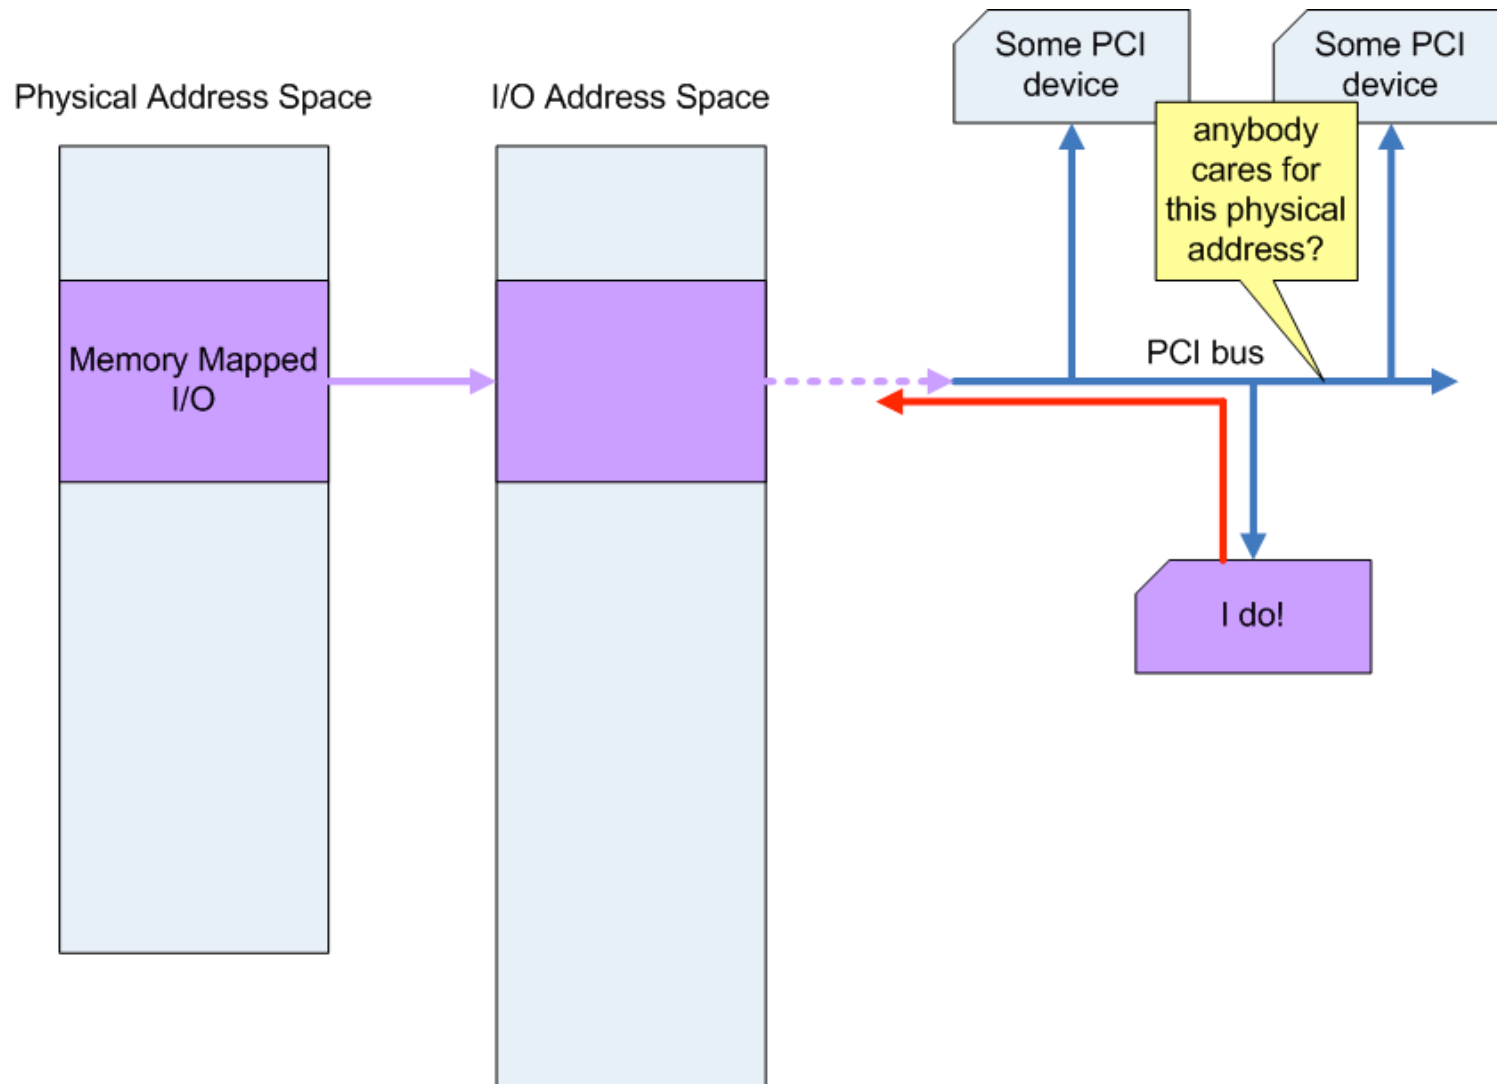 Physical Address Space
I/O Address Space
Some PCI
device
Some PCI
device
anybody
cares for
this physical
address?
PCI bus
Memory Mapped
I/O
I do!